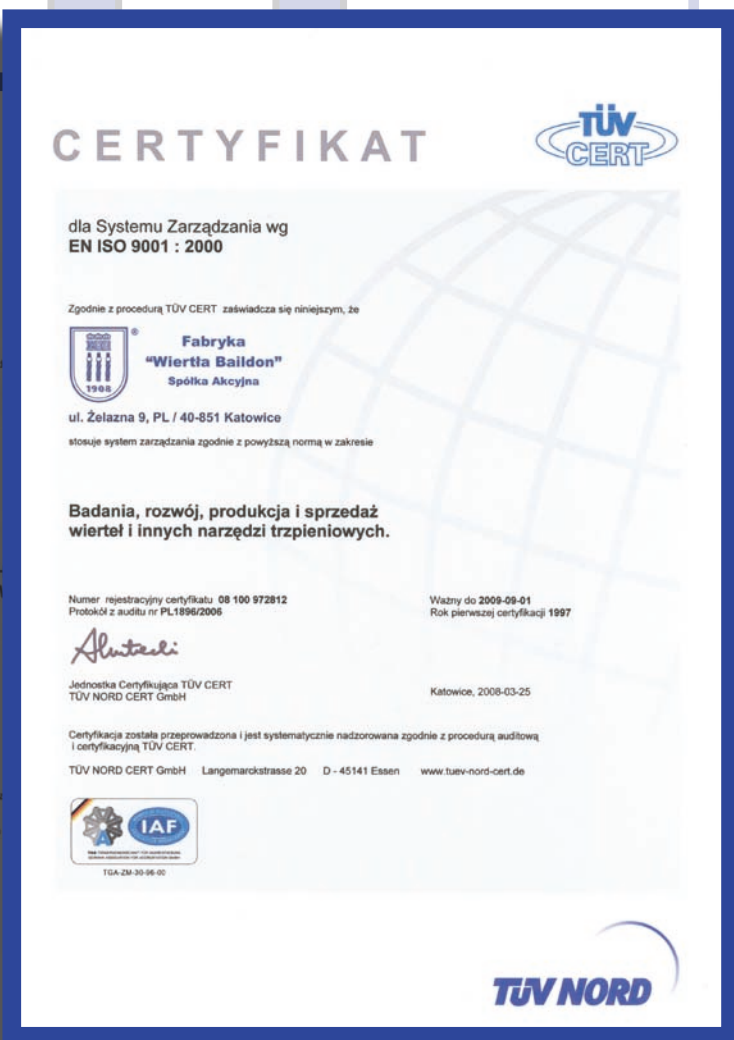 CERTYFIKAT
TÜV
CERT
dla Systemu Zarządzania wg
EN ISO 9001 : 2000
Zgodnie z procedurą TÜV CERT zaświadcza się niniejszym, że
®
1908
Fabryka
“Wiertła Baildon”
Spółka Akcyjna
ul. Żelazna 9, PL / 40-851 Katowice
stosuje system zarządzania zgodnie z powyższą normą w zakresie
Badania, rozwój, produkcja i sprzedaż
wierteł i innych narzędzi trzpieniowych.
Numer rejestracyjny certyfikatu 08 100 972812
Protokół z auditu nr PL1896/2006
Ważny do 2009-09-01
Rok pierwszej certyfikacji 1997
Jednostka Certyfikująca TÜV CERT
TÜV NORD CERT GmbH
Katowice, 2008-03-25
Certyfikacja została przeprowadzona i jest systematycznie nadzorowana zgodnie z procedurą auditową
i certyfikacyjną TÜV CERT.
TÜV NORD CERT GmbH Langemarckstrasse 20 D - 45141 Essen www.tuev-nord-cert.de
IAF
TGA-ZM-30-96-00
TÜV NORD